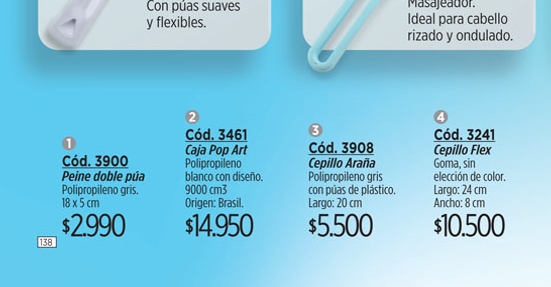 Con púas suaves
y flexibles.
Masajeador.
Ideal para cabello
rizado y ondulado.
1
Cód. 3900
Peine doble púa
Polipropileno gris.
18 x 5 cm
$2.990
2
Cód. 3461
Caja Pop Art
Polipropileno
blanco con diseño.
9000 cm3
Origen: Brasil.
$14.950
3
Cód. 3908
Cepillo Araña
Polipropileno gris
con púas de plástico.
Largo: 20 cm
$5.500
4
Cód. 3241
Cepillo Flex
Goma, sin
elección de color.
Largo: 24 cm
Ancho: 8 cm
$10.500
138